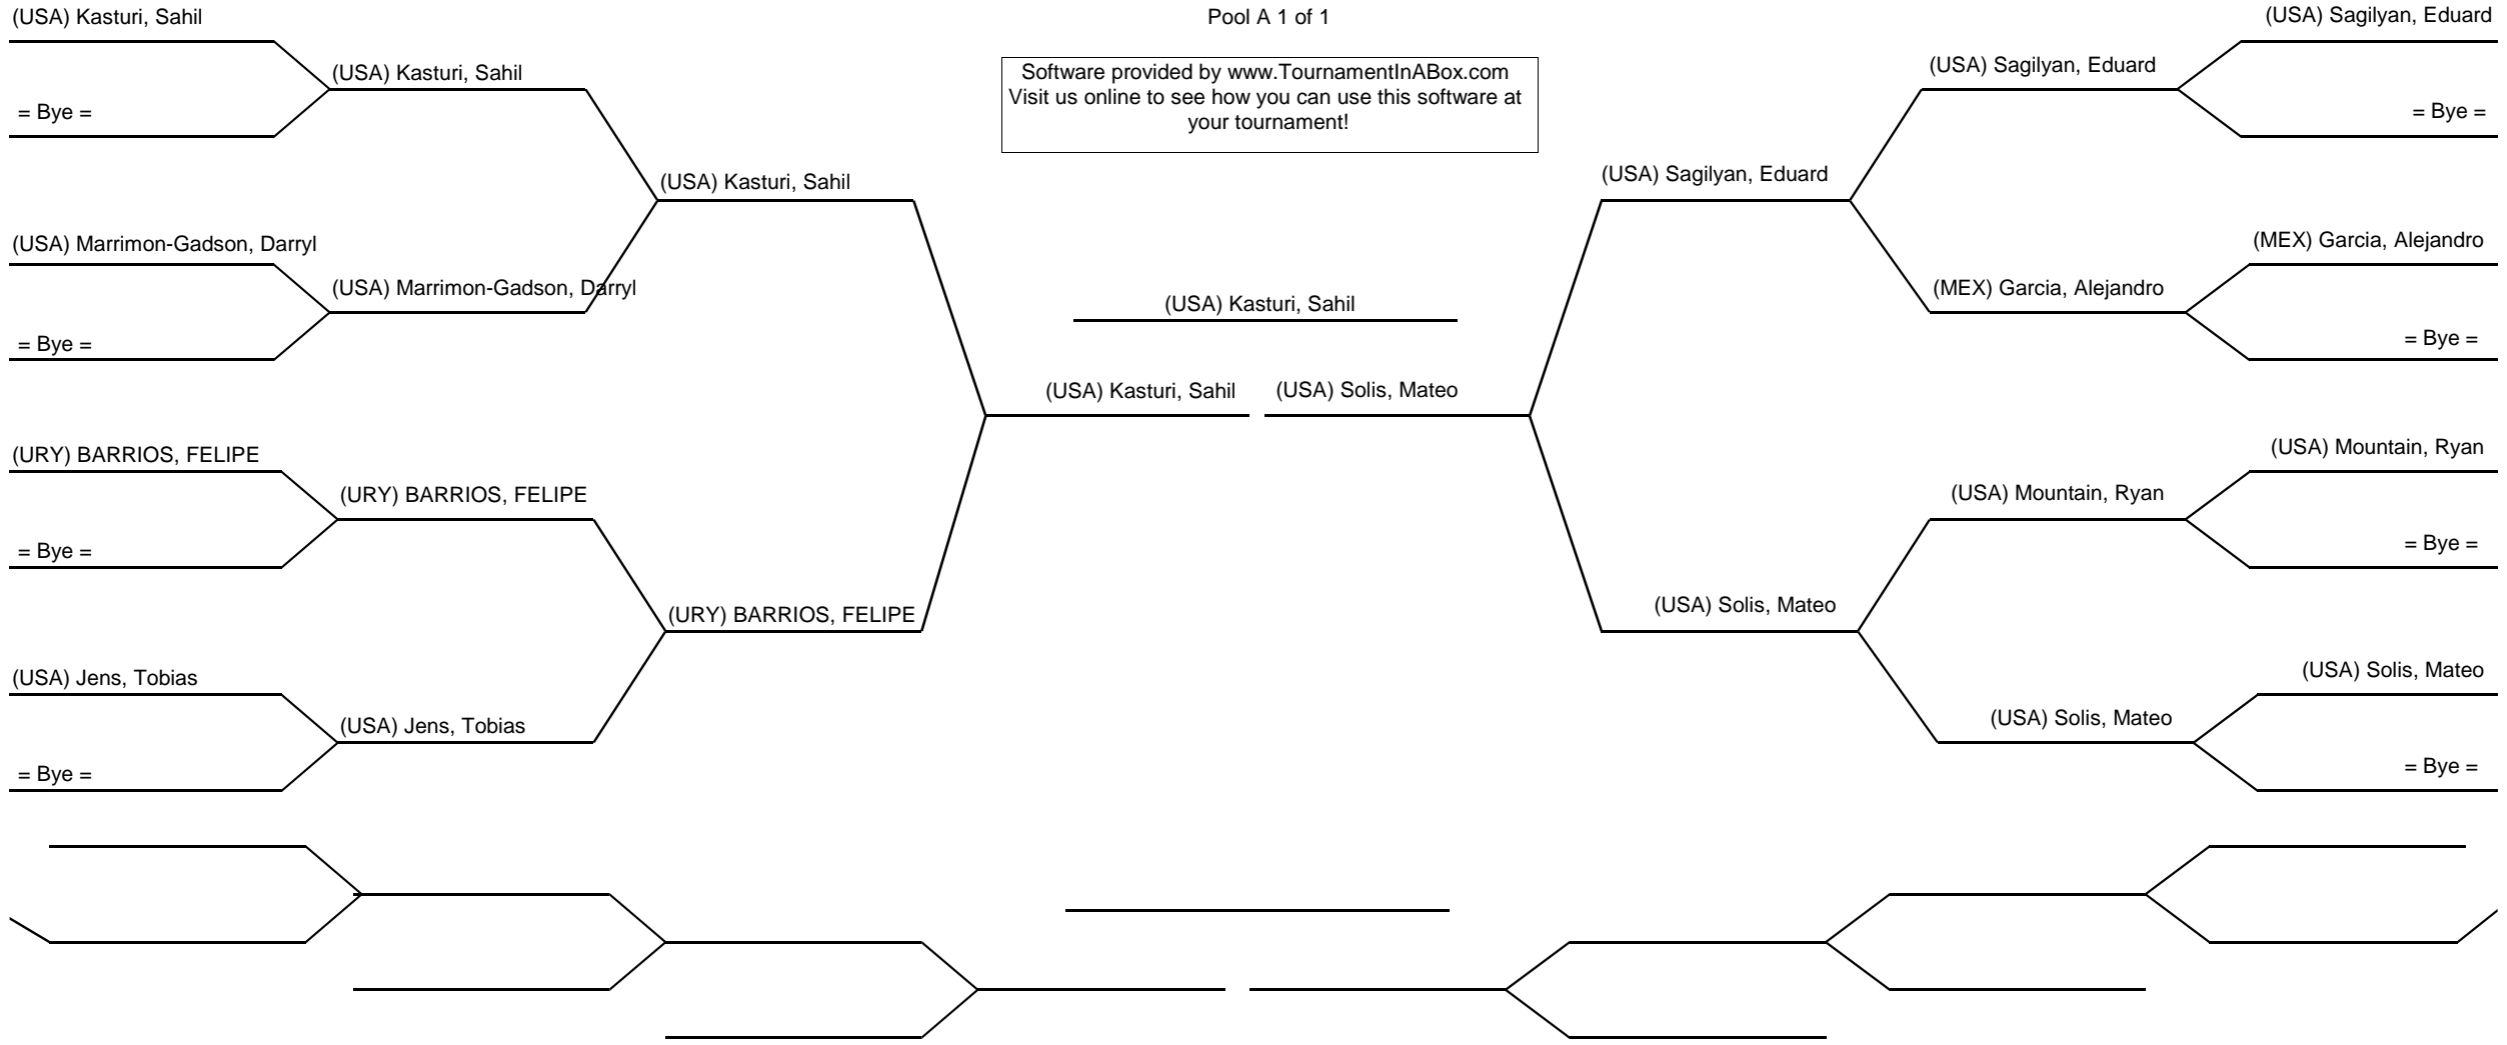 (USA) Kasturi, Sahil
= Bye =
(USA) Marrimon-Gadson, Darryl
= Bye =
(URY) BARRIOS, FELIPE
= Bye =
(USA) Jens, Tobias
= Bye =
(USA) Kasturi, Sahil
(USA) Marrimon-Gadson, Darryl
(URY) BARRIOS, FELIPE
(USA) Jens, Tobias
(USA) Kasturi, Sahil
(URY) BARRIOS, FELIPE
Pool A 1 of 1
Software provided by www.TournamentInABox.com
Visit us online to see how you can use this software at
your tournament!
(USA) Kasturi, Sahil
(USA) Kasturi, Sahil
(USA) Solis, Mateo
(USA) Sagilyan, Eduard
(USA) Solis, Mateo
(USA) Sagilyan, Eduard
(MEX) Garcia, Alejandro
(USA) Mountain, Ryan
(USA) Solis, Mateo
(USA) Sagilyan, Eduard
= Bye =
(MEX) Garcia, Alejandro
= Bye =
(USA) Mountain, Ryan
= Bye =
(USA) Solis, Mateo
= Bye =